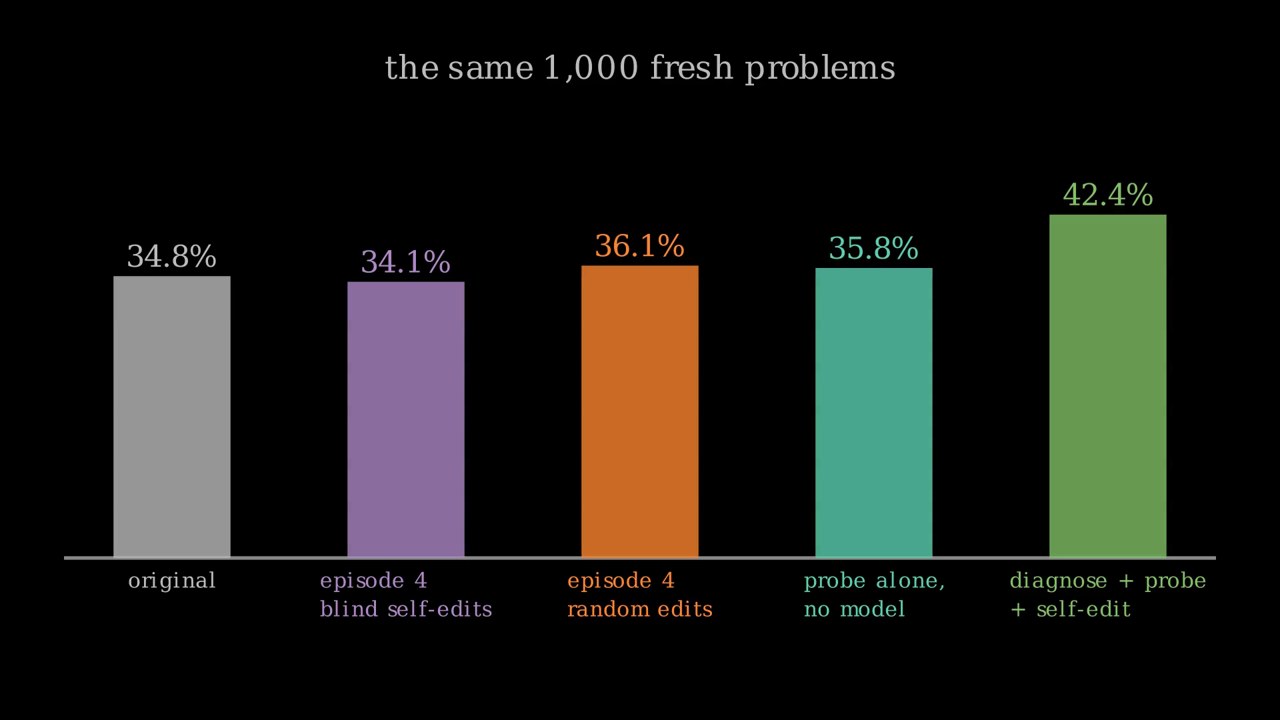 the same 1,000 fresh problems
34.8%
34.1%
36.1%
35.8%
42.4%
original
episode 4
blind self-edits
episode 4
random edits
probe alone,
no model
diagnose + probe
+ self-edit